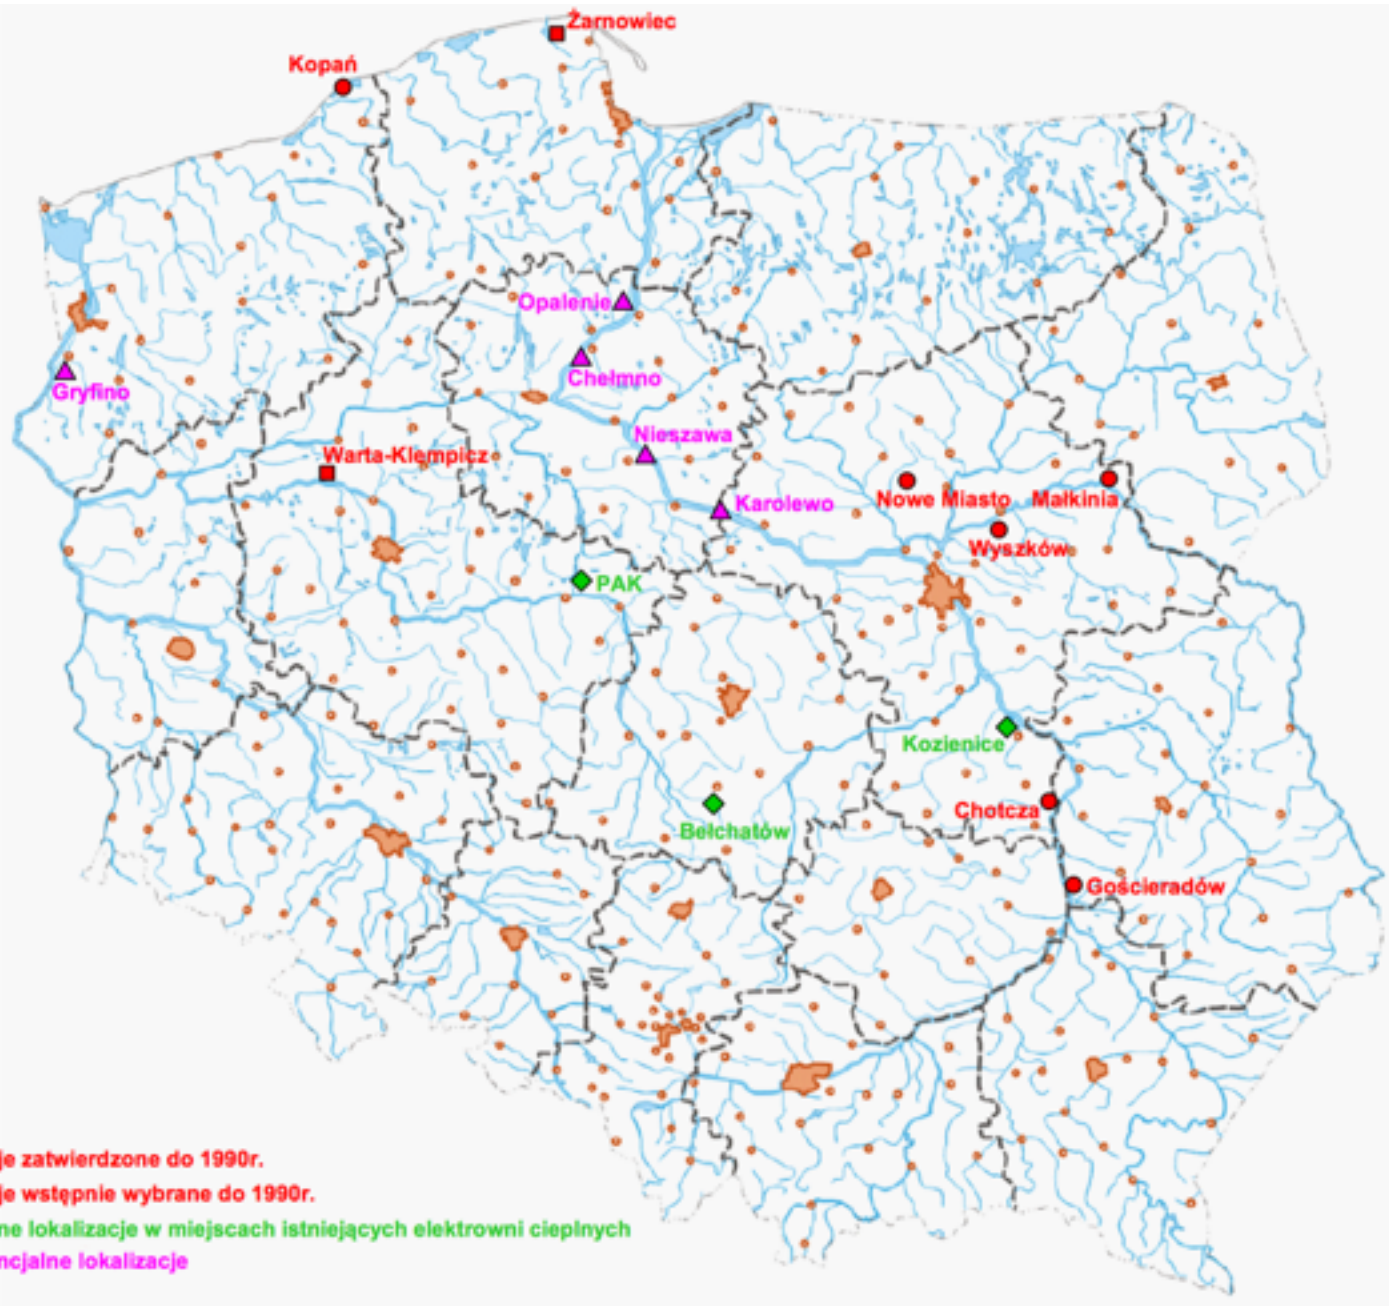 Żarnowiec
Kopań
Opalenie
Chełmno
Gryfino
Nieszawa
Warta-Klempicz
Karolewo
Nowe Miasto
Małkinia
Wyszków
PAK
Kozienice
Chotcza
Bełchatów
Gościeradów
je zatwierdzone do 1990r.
je wstępnie wybrane do 1990r.
ne lokalizacje w miejscach istniejących elektrowni cieplnych
ncjalne lokalizacje